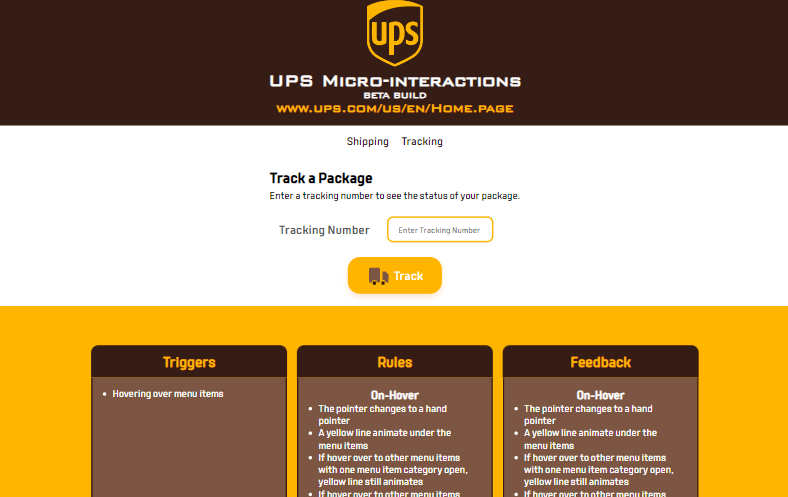 ups
UPS Micro-interactions
BETA BUILD
www.ups.com/us/en/Home.page
Shipping Tracking
Track a Package
Enter a tracking number to see the status of your package.
Tracking Number Enter Tracking Number
Track
Triggers
Hovering over menu items
Rules
On-Hover
The pointer changes to a hand
pointer
A yellow line animate under the
menu items
If hover over to other menu items
with one menu item category open,
yellow line still animates
If hover over to other menu items
Feedback
On-Hover
The pointer changes to a hand
pointer
A yellow line animate under the
menu items
If hover over to other menu items
with one menu item category open,
yellow line still animates
If hover over to other menu items